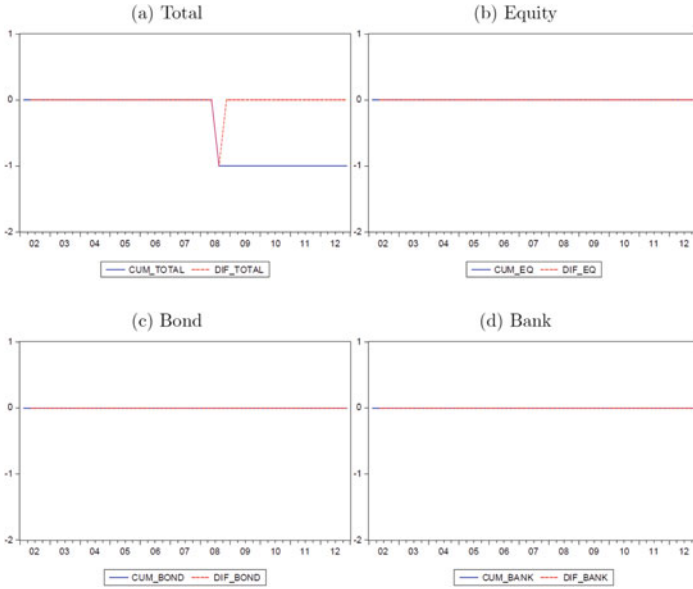 (a) Total
(b) Equity
1
0
-1
-2
02 03 04 05 06 07 08 09 10 11 12
CUM_TOTAL DIF_TOTAL
1
0
-1
-2
02 03 04 05 06 07 08 09 10 11 12
CUM_EQ DIF_EQ
(c) Bond
(d) Bank
1
0
-1
-2
02 03 04 05 06 07 08 09 10 11 12
CUM_BOND DIF_BOND
1
0
-1
-2
02 03 04 05 06 07 08 09 10 11 12
CUM_BANK DIF_BANK